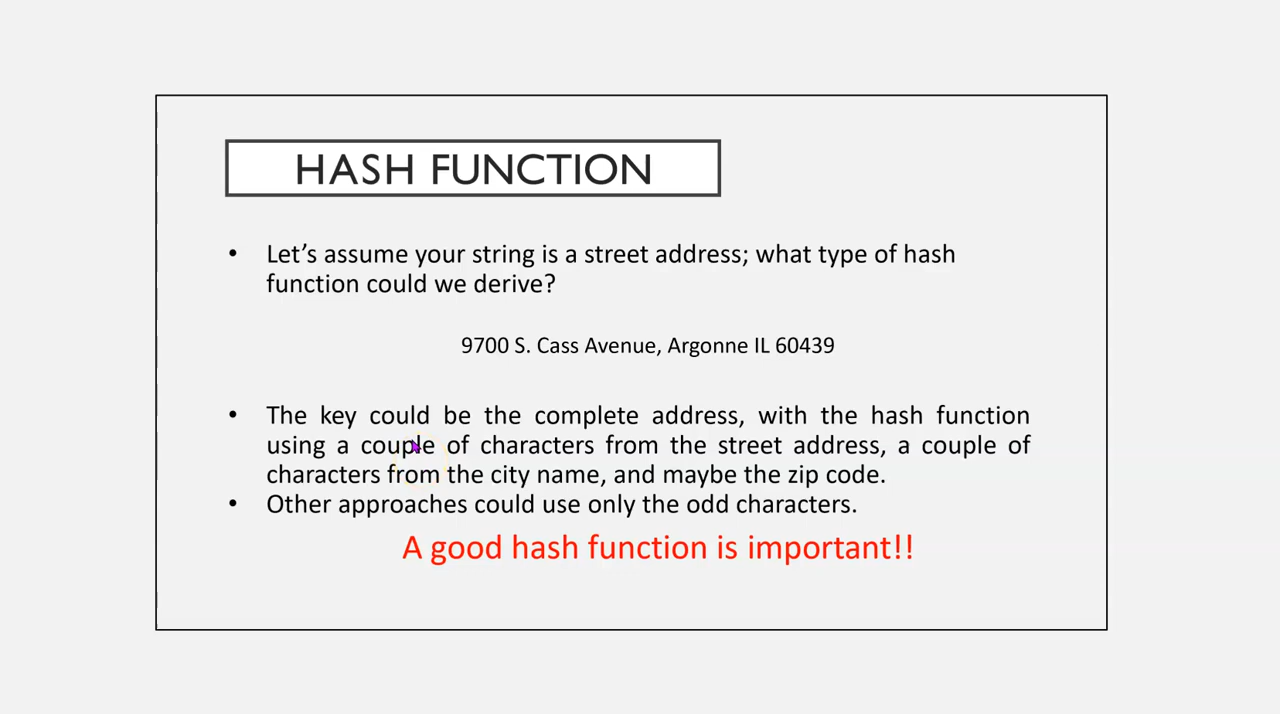 HASH FUNCTION
• Let’s assume your string is a street address; what type of hash
function could we derive?
9700 S. Cass Avenue, Argonne IL 60439
• The key could be the complete address, with the hash function
using a couple of characters from the street address, a couple of
characters from the city name, and maybe the zip code.
• Other approaches could use only the odd characters.
A good hash function is important!!